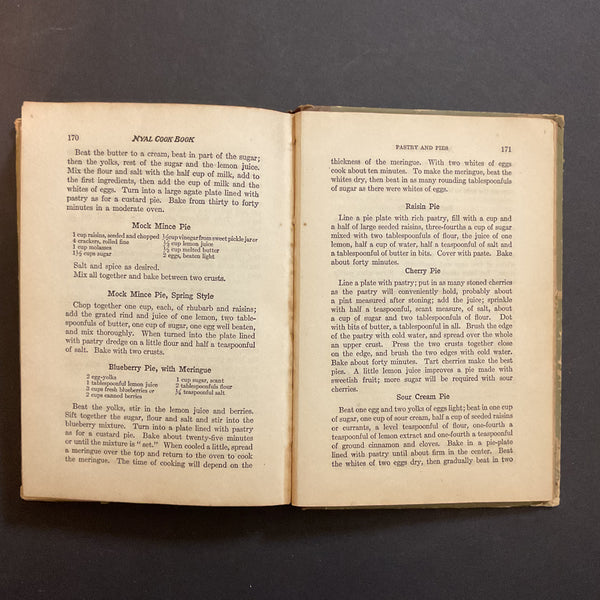 170 NYAL COOK BOOK
Beat the butter to a cream, beat in part of the sugar;
then the yolks, rest of the sugar and the lemon juice.
Mix the flour and salt with the half cup of milk, add to
the first ingredients, then add the cup of milk and the
whites of eggs. Turn into a large agate plate lined with
pastry as for a custard pie. Bake from thirty to forty
minutes in a moderate oven.
Mock Mince Pie
1 cup raisins, seeded and chopped
4 crackers, rolled fine
1 cup molasses
1½ cups sugar
cup vinegar from sweet pickle jar or
cup lemon juice
½ cup melted butter
2 eggs, beaten light
Salt and spice as desired.
Mix all together and bake between two crusts.
Mock Mince Pie, Spring Style
Chop together one cup, each, of rhubarb and raisins;
add the grated rind and juice of one lemon, two table-
spoonfuls of butter, one cup of sugar, one egg well beaten,
and mix thoroughly. When turned into the plate lined
with pastry dredge on a little flour and half a teaspoonful
of salt. Bake with two crusts.
Blueberry Pie, with Meringue
2 egg-yolks
1 tablespoonful lemon juice
3 cups fresh blueberries or
2 cups canned berries
1 cup sugar, scant
2 tablespoonfuls flour
¼ teaspoonful salt
Beat the yolks, stir in the lemon juice and berries.
Sift together the sugar, flour and salt and stir into the
blueberry mixture. Turn into a plate lined with pastry
as for a custard pie. Bake about twenty-five minutes
or until the mixture is "set." When cooled a little, spread
a meringue over the top and return to the oven to cook
the meringue. The time of cooking will depend on the
PASTRY AND PIES 171
thickness of the meringue. With two whites of eggs
cook about ten minutes. To make the meringue, beat the
whites dry, then beat in as many rounding tablespoonfuls
of sugar as there were whites of eggs.
Raisin Pie
Line a pie plate with rich pastry, fill with a cup and
a half of large seeded raisins, three-fourths a cup of sugar
mixed with two tablespoonfuls of flour, the juice of one
lemon, half a cup of water, half a teaspoonful of salt and
a tablespoonful of butter in bits. Cover with paste. Bake
about forty minutes.
Cherry Pie
Line a plate with pastry; put in as many stoned cherries
as the pastry will conveniently hold, probably about
a pint measured after stoning; add the juice; sprinkle
with half a teaspoonful, scant measure, of salt, about
a cup of sugar and two tablespoonfuls of flour. Dot
with bits of butter, a tablespoonful in all. Brush the edge
of the pastry with cold water, and spread over the whole
an upper crust. Press the two crusts together close
on the edge, and brush the two edges with cold water.
Bake about forty minutes. Tart cherries make the best
pies. A little lemon juice improves a pie made with
sweetish fruit; more sugar will be required with sour
cherries.
Sour Cream Pie
Beat one egg and two yolks of eggs light; beat in one cup
of sugar, one cup of sour cream, half a cup of seeded raisins
or currants, a level teaspoonful of flour, one-fourth a
teaspoonful of lemon extract and one-fourth a teaspoonful
of ground cinnamon and cloves. Bake in a pie-plate
lined with pastry until about firm in the center. Beat
the whites of two eggs dry, then gradually beat in two